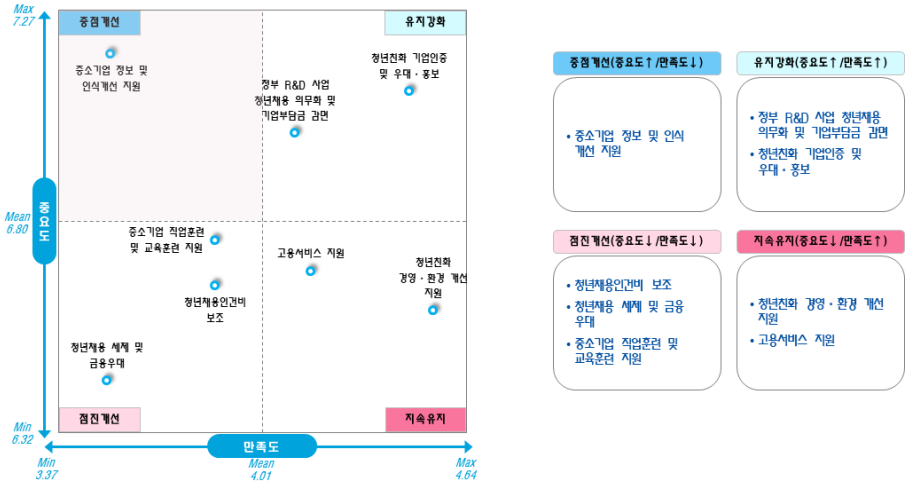 Max
7.27
중점개선
유지강화
중소기업 정보 및
인식개선 지원
청년친화 기업인증
및 우대・홍보
정부 R&D 사업
청년채용 의무화 및
기업부담금 감면
중요도
Mean
6.80
중소기업 직업훈련
및 교육훈련 지원
고용서비스 지원
청년친화
경영・환경 개선
지원
청년채용인건비
보조
청년채용 세제 및
금융우대
점진개선
지속유지
Min
6.32
만족도
Min
3.37
Mean
4.01
Max
4.64
중점개선(중요도↑/만족도↓)
• 중소기업 정보 및 인식
개선 지원
유지강화(중요도↑/만족도↑)
• 정부 R&D 사업 청년채용
의무화 및 기업부담금 감면
• 청년친화 기업인증 및
우대・홍보
점진개선(중요도↓/만족도↓)
• 청년채용인건비 보조
• 청년채용 세제 및 금융
우대
• 중소기업 직업훈련 및
교육훈련 지원
지속유지(중요도↓/만족도↑)
• 청년친화 경영・환경 개선
지원
• 고용서비스 지원